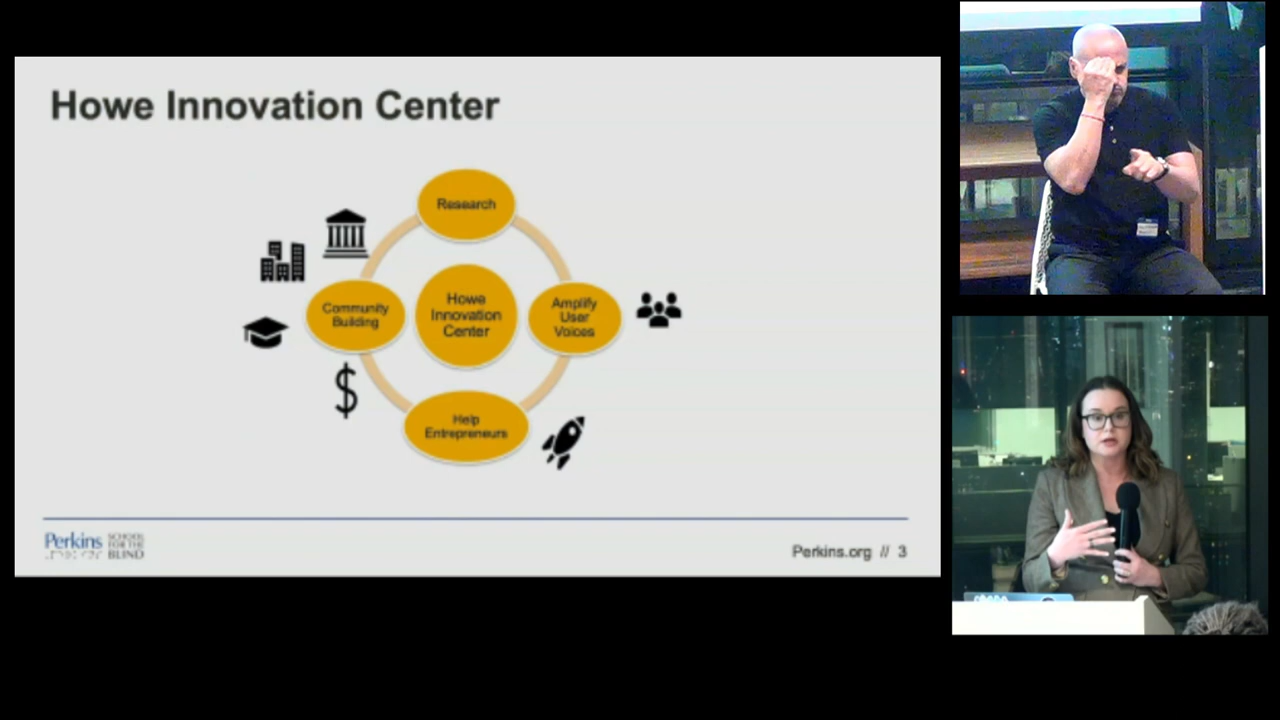 Howe Innovation Center
Research
Community
Building
Howe
Innovation
Center
Amplify
User
Voices
Help
Entrepreneurs
$
Perkins
SCHOOL
FOR THE
BLIND
Perkins.org // 3